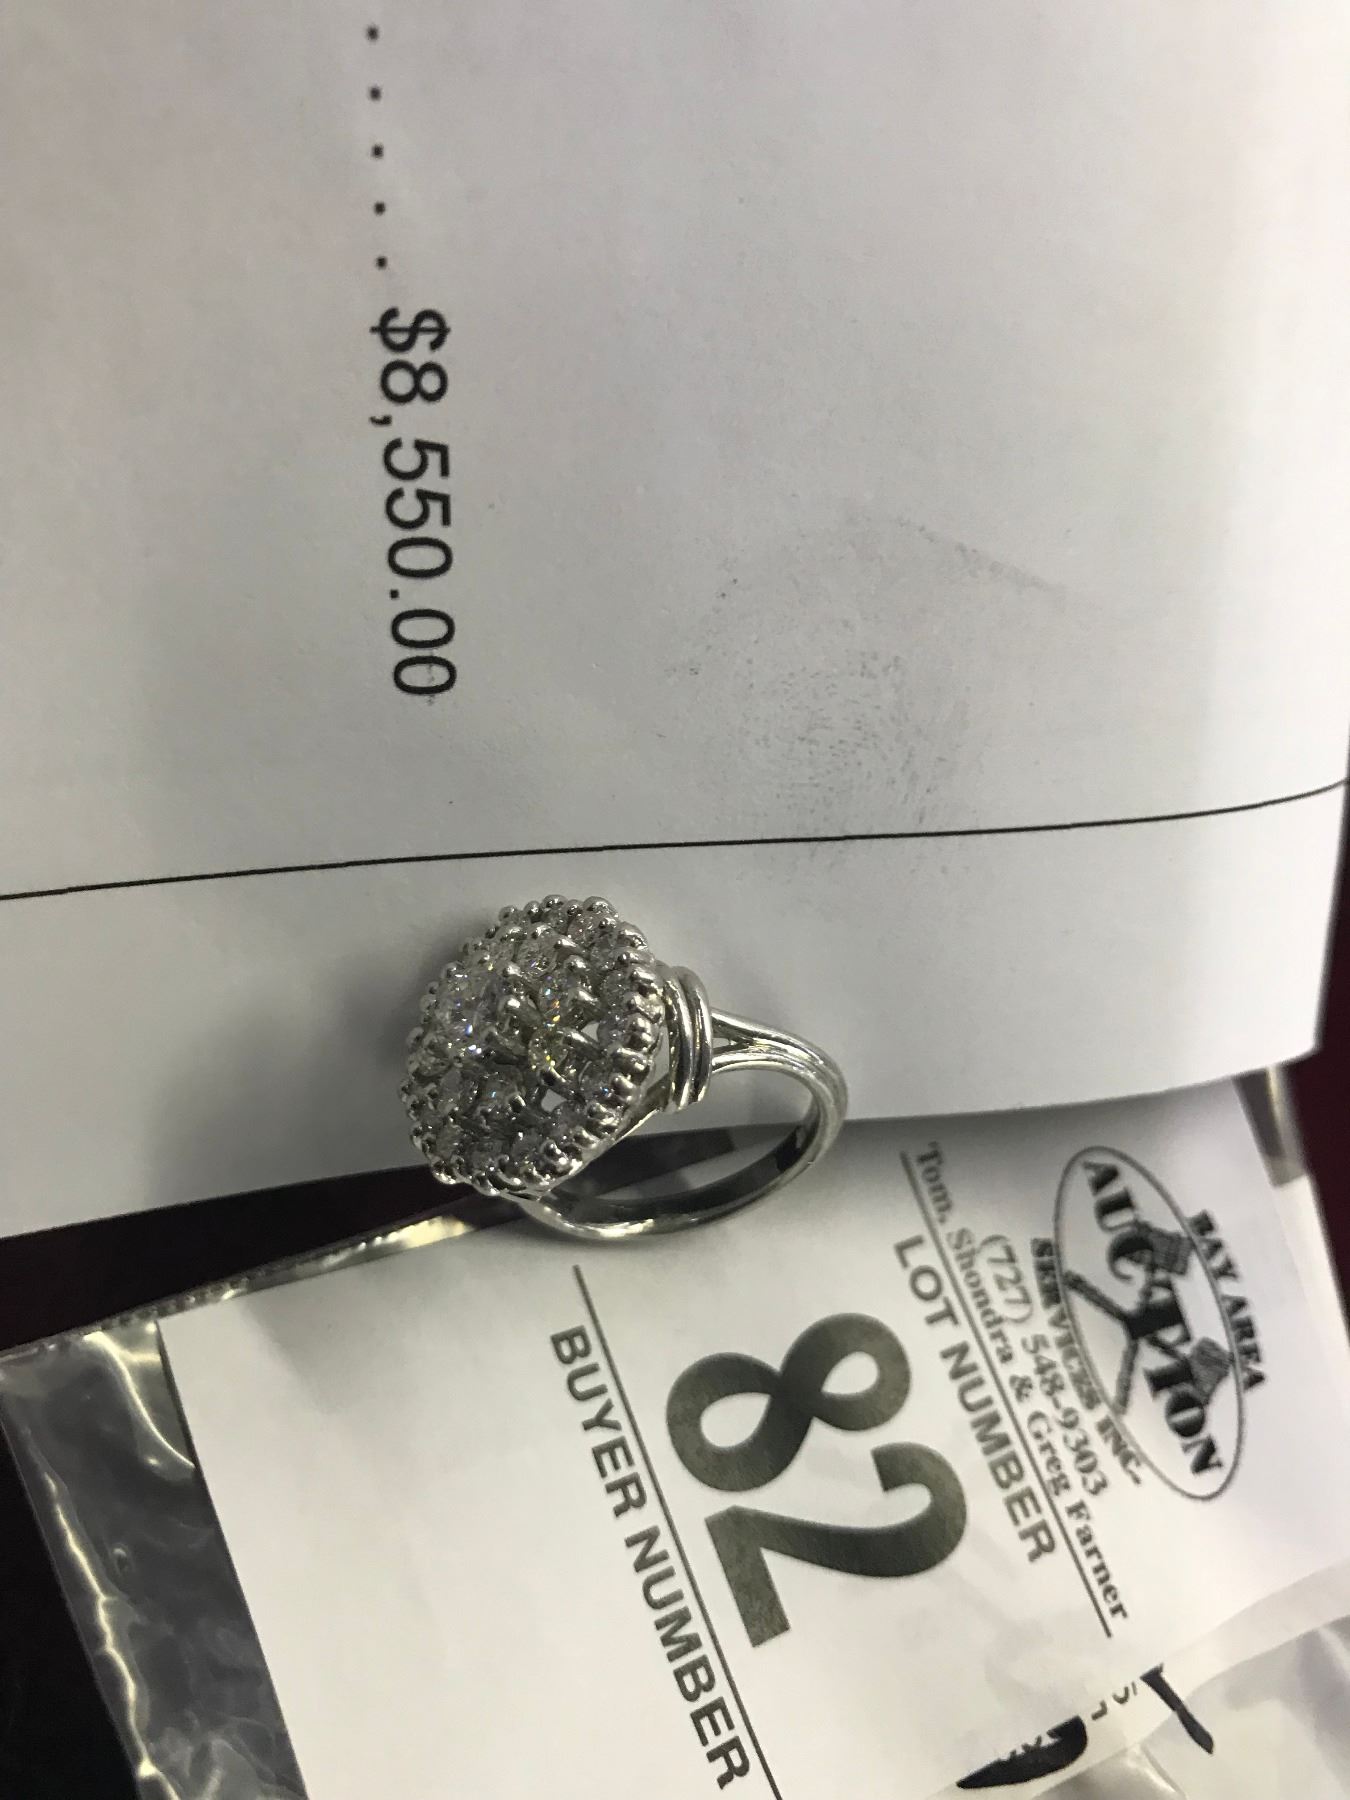 ..... $8,550.00
BAY AREA
AUCTION
SERVICES INC.
(727) 548-9303
Tom, Shondra & Greg Farner
LOT NUMBER
82
BUYER NUMBER